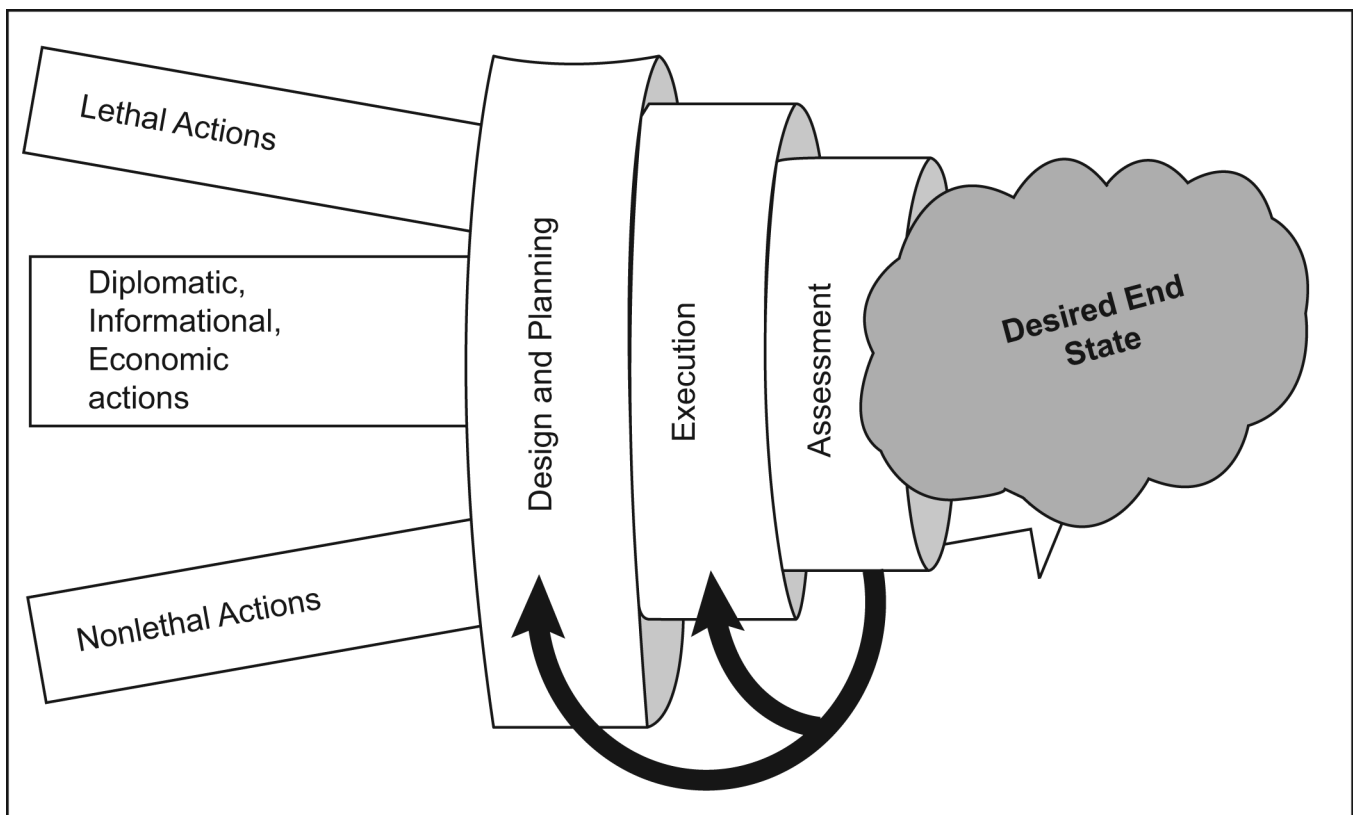 Lethal Actions
Diplomatic,
Informational,
Economic
actions
Nonlethal Actions
Design and Planning
Execution
Assessment
Desired End
State